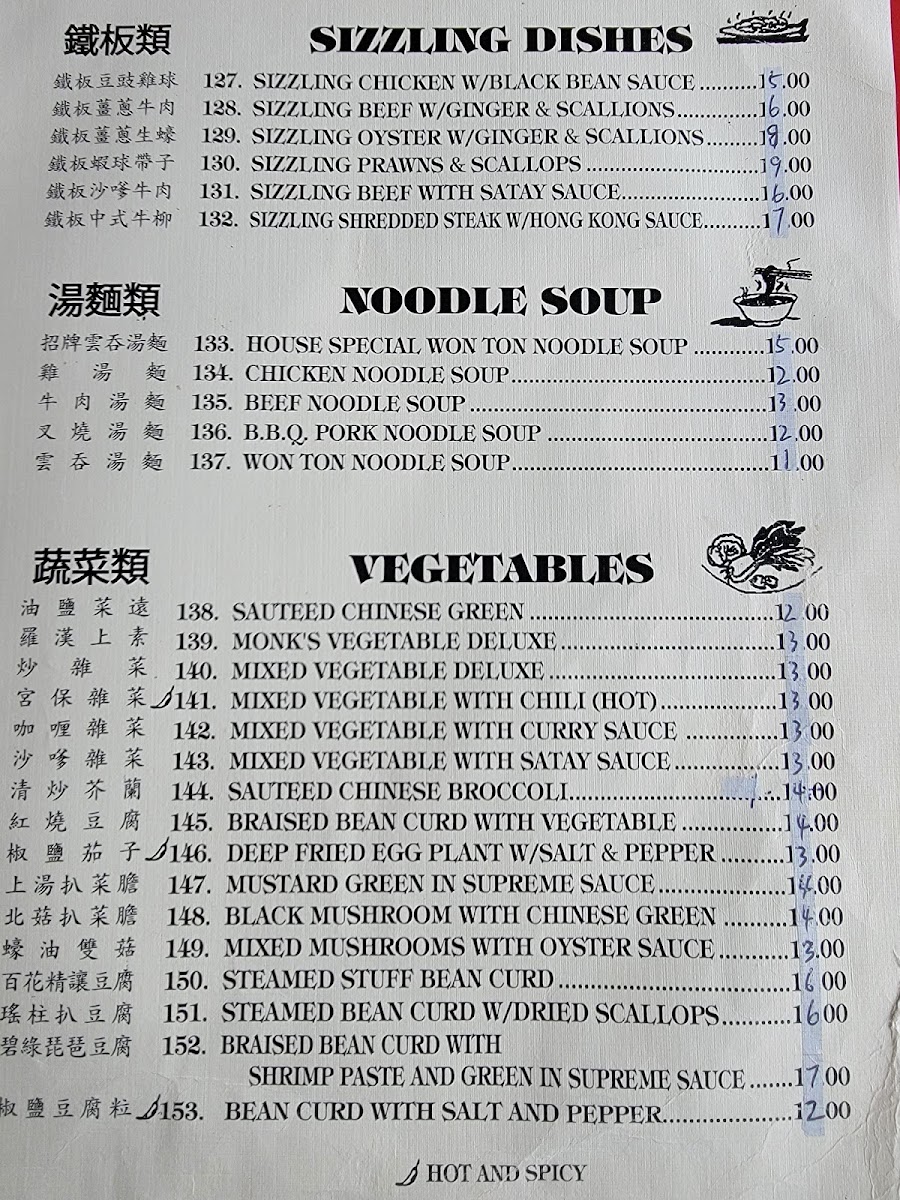 鐵板類 SIZZLING DISHES
鐵板豆豉雞球 127. SIZZLING CHICKEN W/BLACK BEAN SAUCE ..........15.00
鐵板薑蔥牛肉 128. SIZZLING BEEF W/GINGER & SCALLIONS..............16.00
鐵板薑蔥生蠔 129. SIZZLING OYSTER W/GINGER & SCALLIONS.........18.00
鐵板蝦球帶子 130. SIZZLING PRAWNS & SCALLOPS ..............................19.00
鐵板沙嗲牛肉 131. SIZZLING BEEF WITH SATAY SAUCE........................16.00
鐵板中式牛柳 132. SIZZLING SHREDDED STEAK W/HONG KONG SAUCE..........17.00
湯麵類 NOODLE SOUP
招牌雲吞湯麵 133. HOUSE SPECIAL WON TON NOODLE SOUP ............15.00
雞湯麵 134. CHICKEN NOODLE SOUP............................................12.00
牛肉湯麵 135. BEEF NOODLE SOUP ..................................................13.00
叉燒湯麵 136. B.B.Q. PORK NOODLE SOUP ......................................12.00
雲吞湯麵 137. WON TON NOODLE SOUP............................................11.00
蔬菜類 VEGETABLES
油鹽菜遠 138. SAUTEED CHINESE GREEN .........................................12.00
羅漢上素 139. MONK'S VEGETABLE DELUXE ....................................13.00
炒雜菜 140. MIXED VEGETABLE DELUXE ......................................13.00
宮保雜菜 141. MIXED VEGETABLE WITH CHILI (HOT)...................13.00
咖喱雜菜 142. MIXED VEGETABLE WITH CURRY SAUCE ...............13.00
沙嗲雜菜 143. MIXED VEGETABLE WITH SATAY SAUCE .................13.00
清炒芥蘭 144. SAUTEED CHINESE BROCCOLI...................................14.00
紅燒豆腐 145. BRAISED BEAN CURD WITH VEGETABLE ................14.00
椒鹽茄子 146. DEEP FRIED EGG PLANT W/SALT & PEPPER ..........13.00
上湯扒菜膽 147. MUSTARD GREEN IN SUPREME SAUCE ....................14.00
北菇扒菜膽 148. BLACK MUSHROOM WITH CHINESE GREEN ..........14.00
蠔油雙菇 149. MIXED MUSHROOMS WITH OYSTER SAUCE ............13.00
百花精讓豆腐 150. STEAMED STUFF BEAN CURD ....................................16.00
瑤柱扒豆腐 151. STEAMED BEAN CURD W/DRIED SCALLOPS...........16.00
碧綠琵琶豆腐 152. BRAISED BEAN CURD WITH
SHRIMP PASTE AND GREEN IN SUPREME SAUCE .......17.00
椒鹽豆腐粒 153. BEAN CURD WITH SALT AND PEPPER....................12.00
HOT AND SPICY